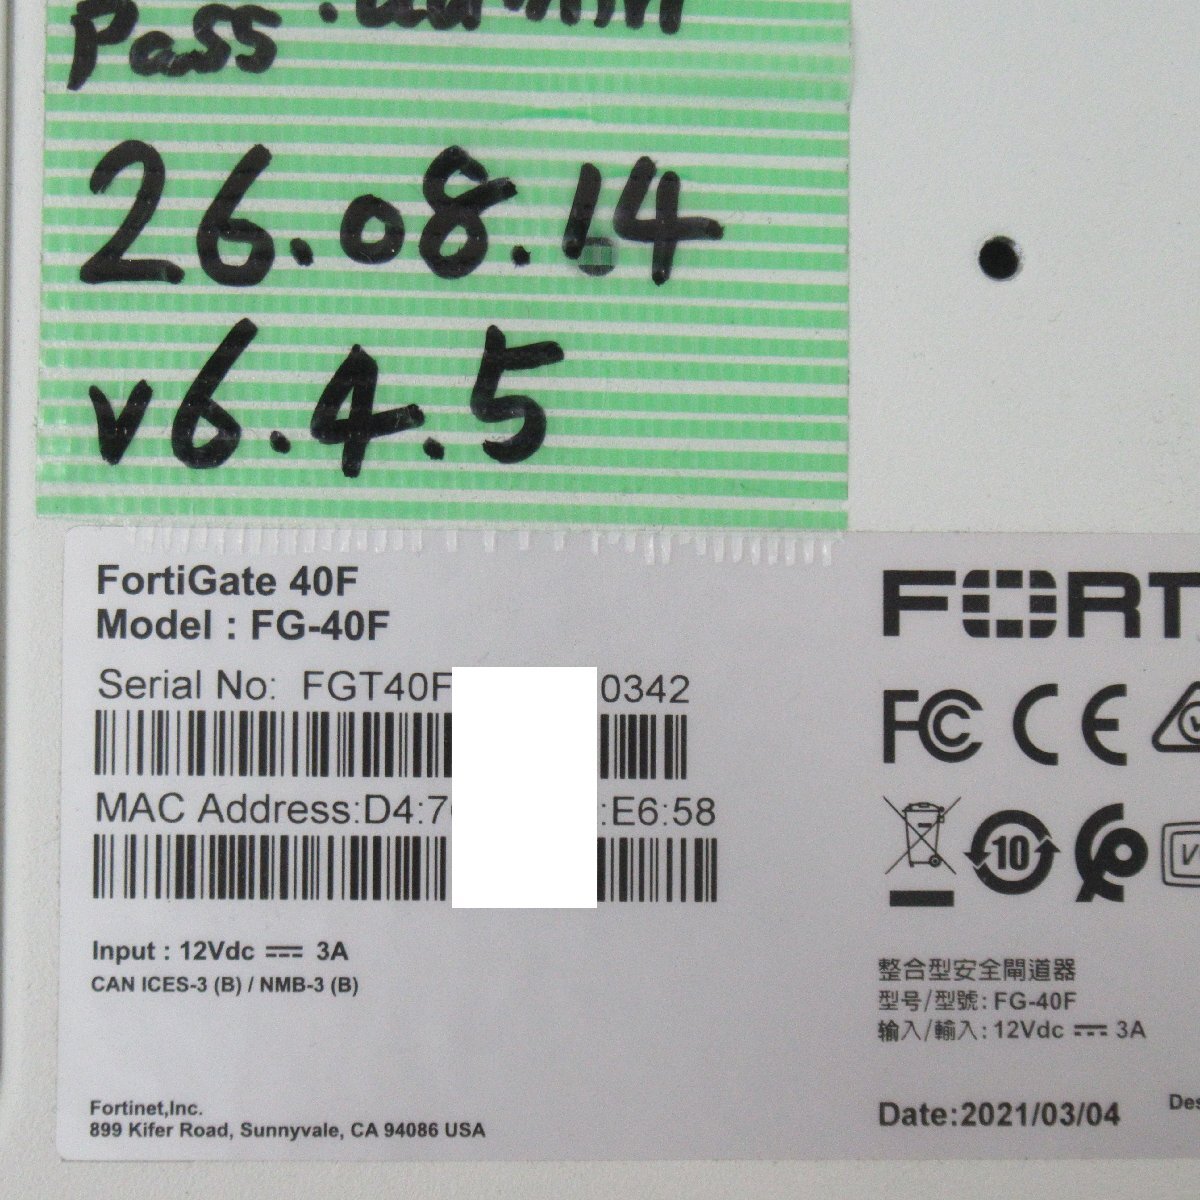 Pass
26.08.14
v6.4.5
FortiGate 40F
Model : FG-40F
Serial No: FGT40F 0342
MAC Address:D4:7 :E6:58
Input : 12Vdc ⎓ 3A
CAN ICES-3 (B) / NMB-3 (B)
Fortinet,Inc.
899 Kifer Road, Sunnyvale, CA 94086 USA
FORT
FC CE
10
整合型安全閘道器
型号/型號: FG-40F
输入/輸入: 12Vdc ⎓ 3A
Date:2021/03/04
Des